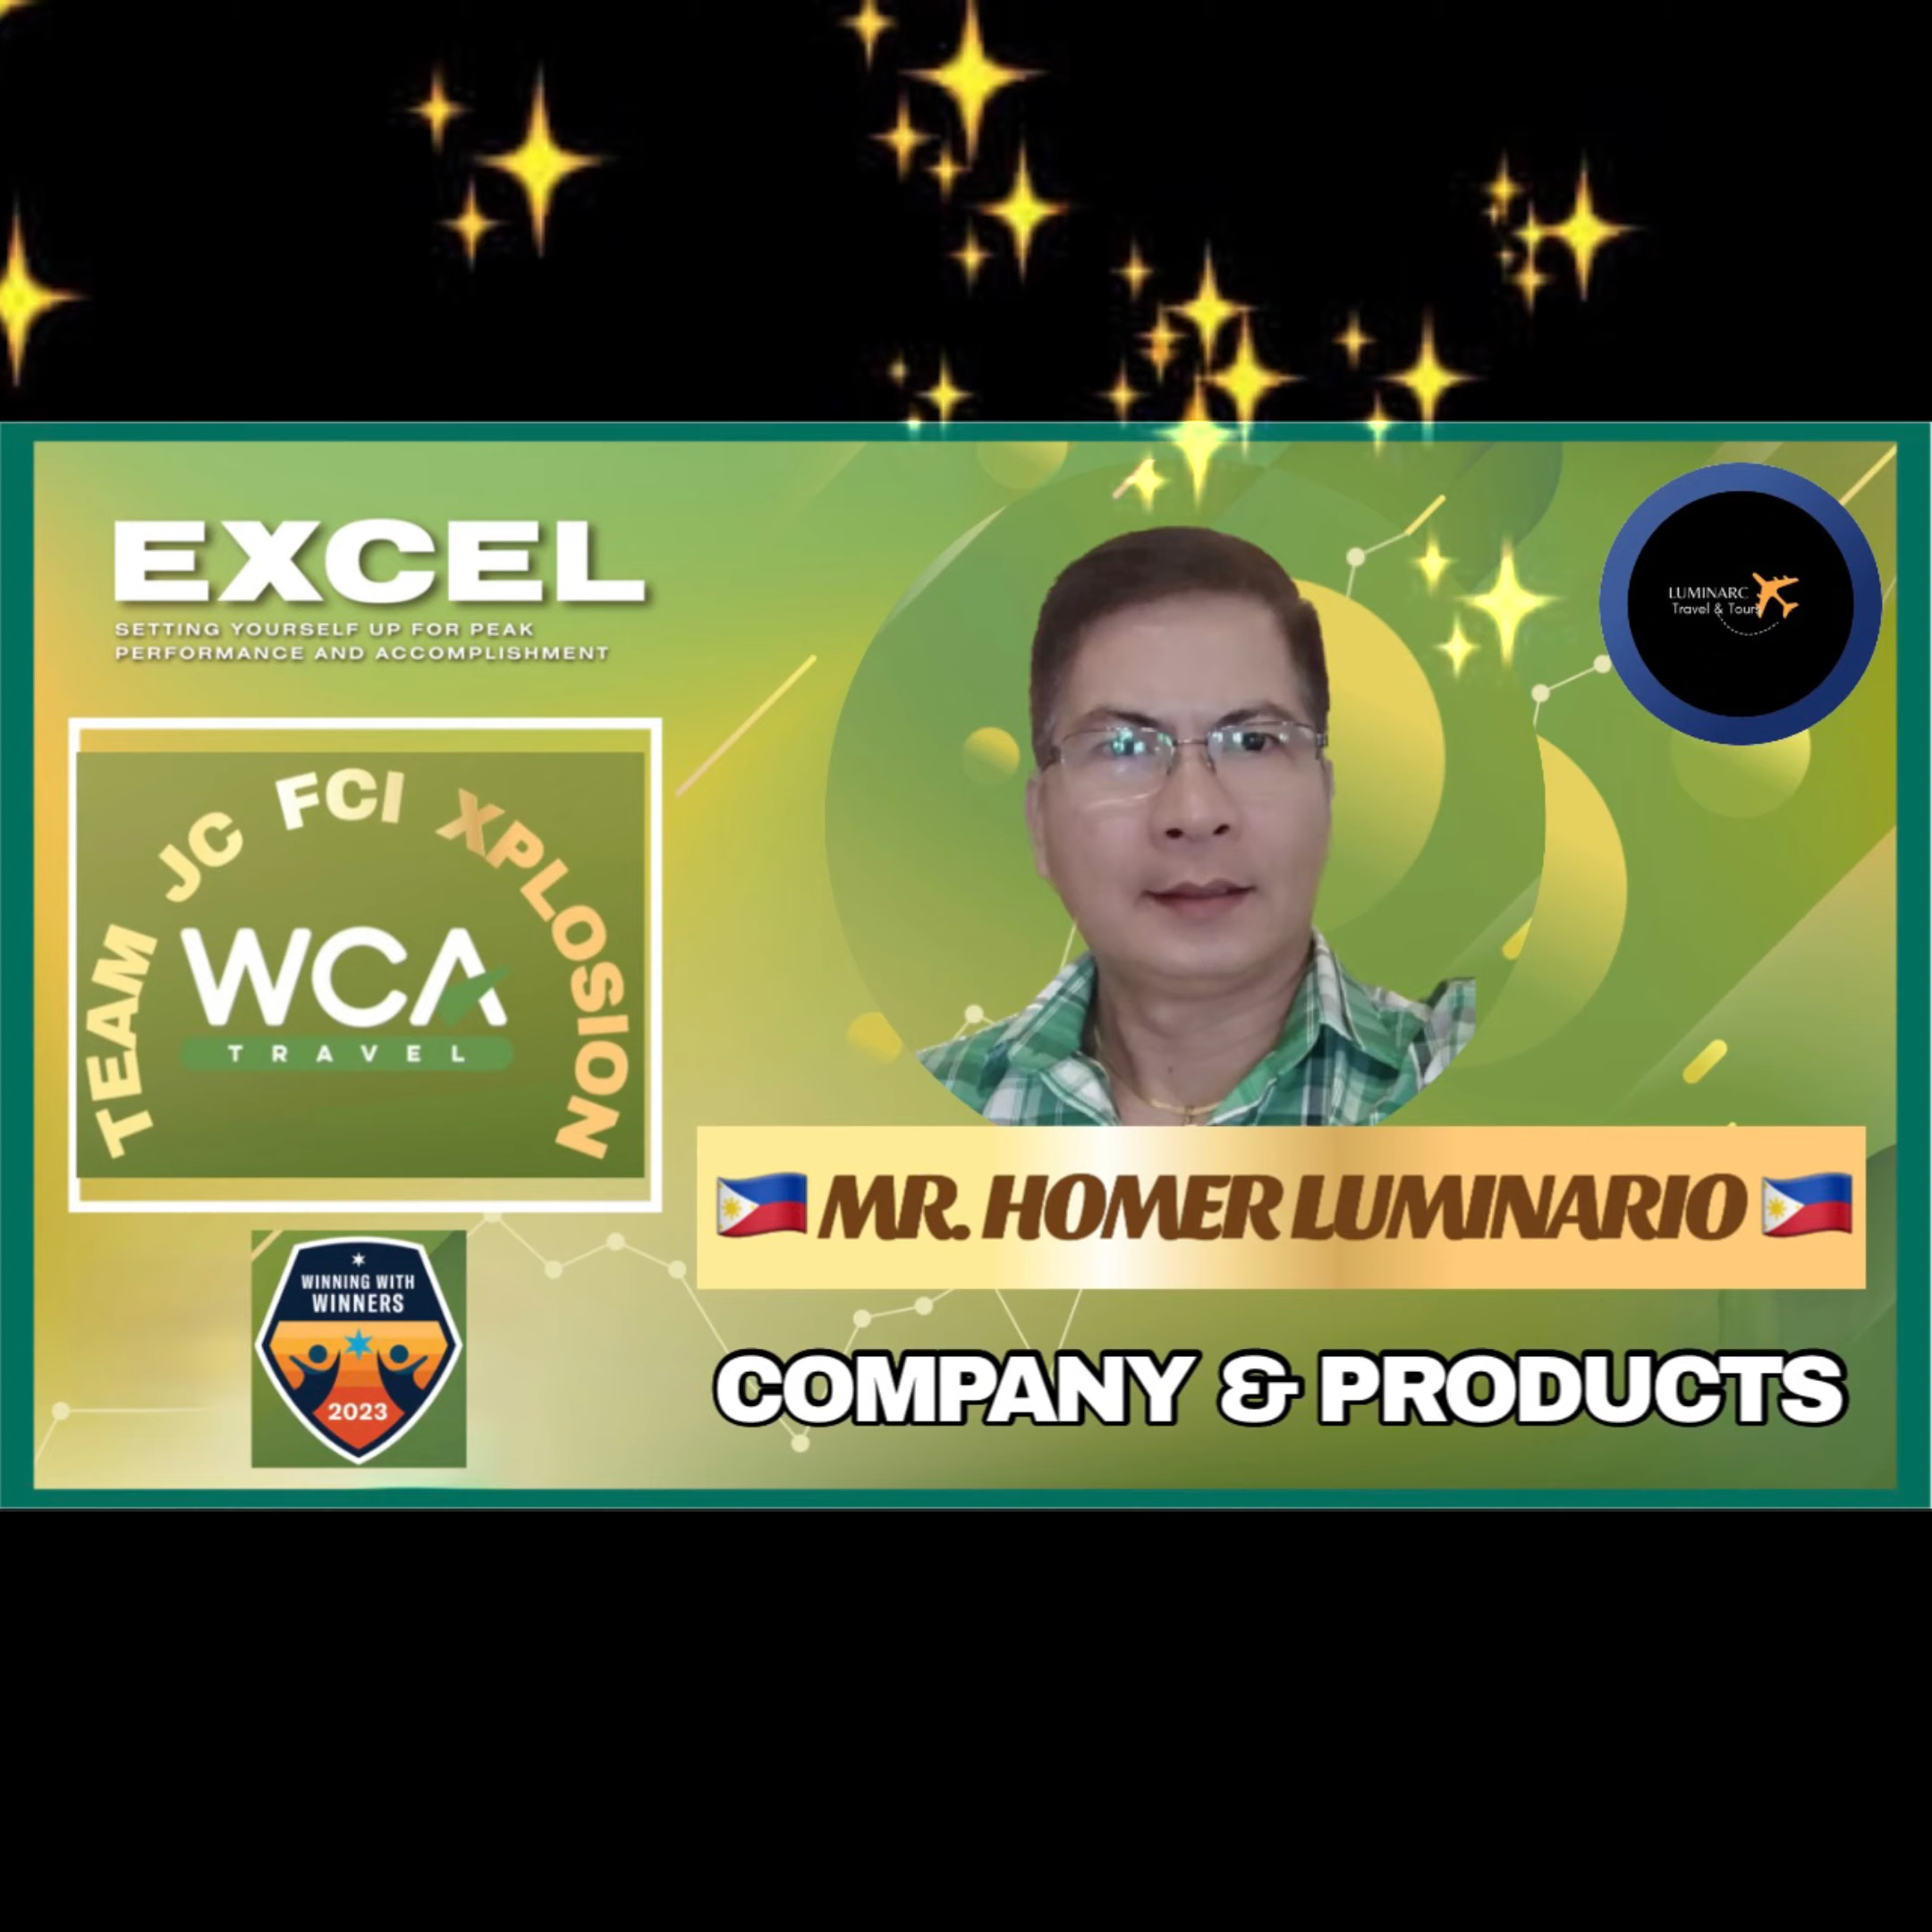 EXCEL
SETTING YOURSELF UP FOR PEAK
PERFORMANCE AND ACCOMPLISHMENT
LUMINARC
Travel & Tours
TEAM JC FCI XPLOSION
WCA
TRAVEL
MR. HOMER LUMINARIO
WINNING WITH
WINNERS
2023
COMPANY & PRODUCTS